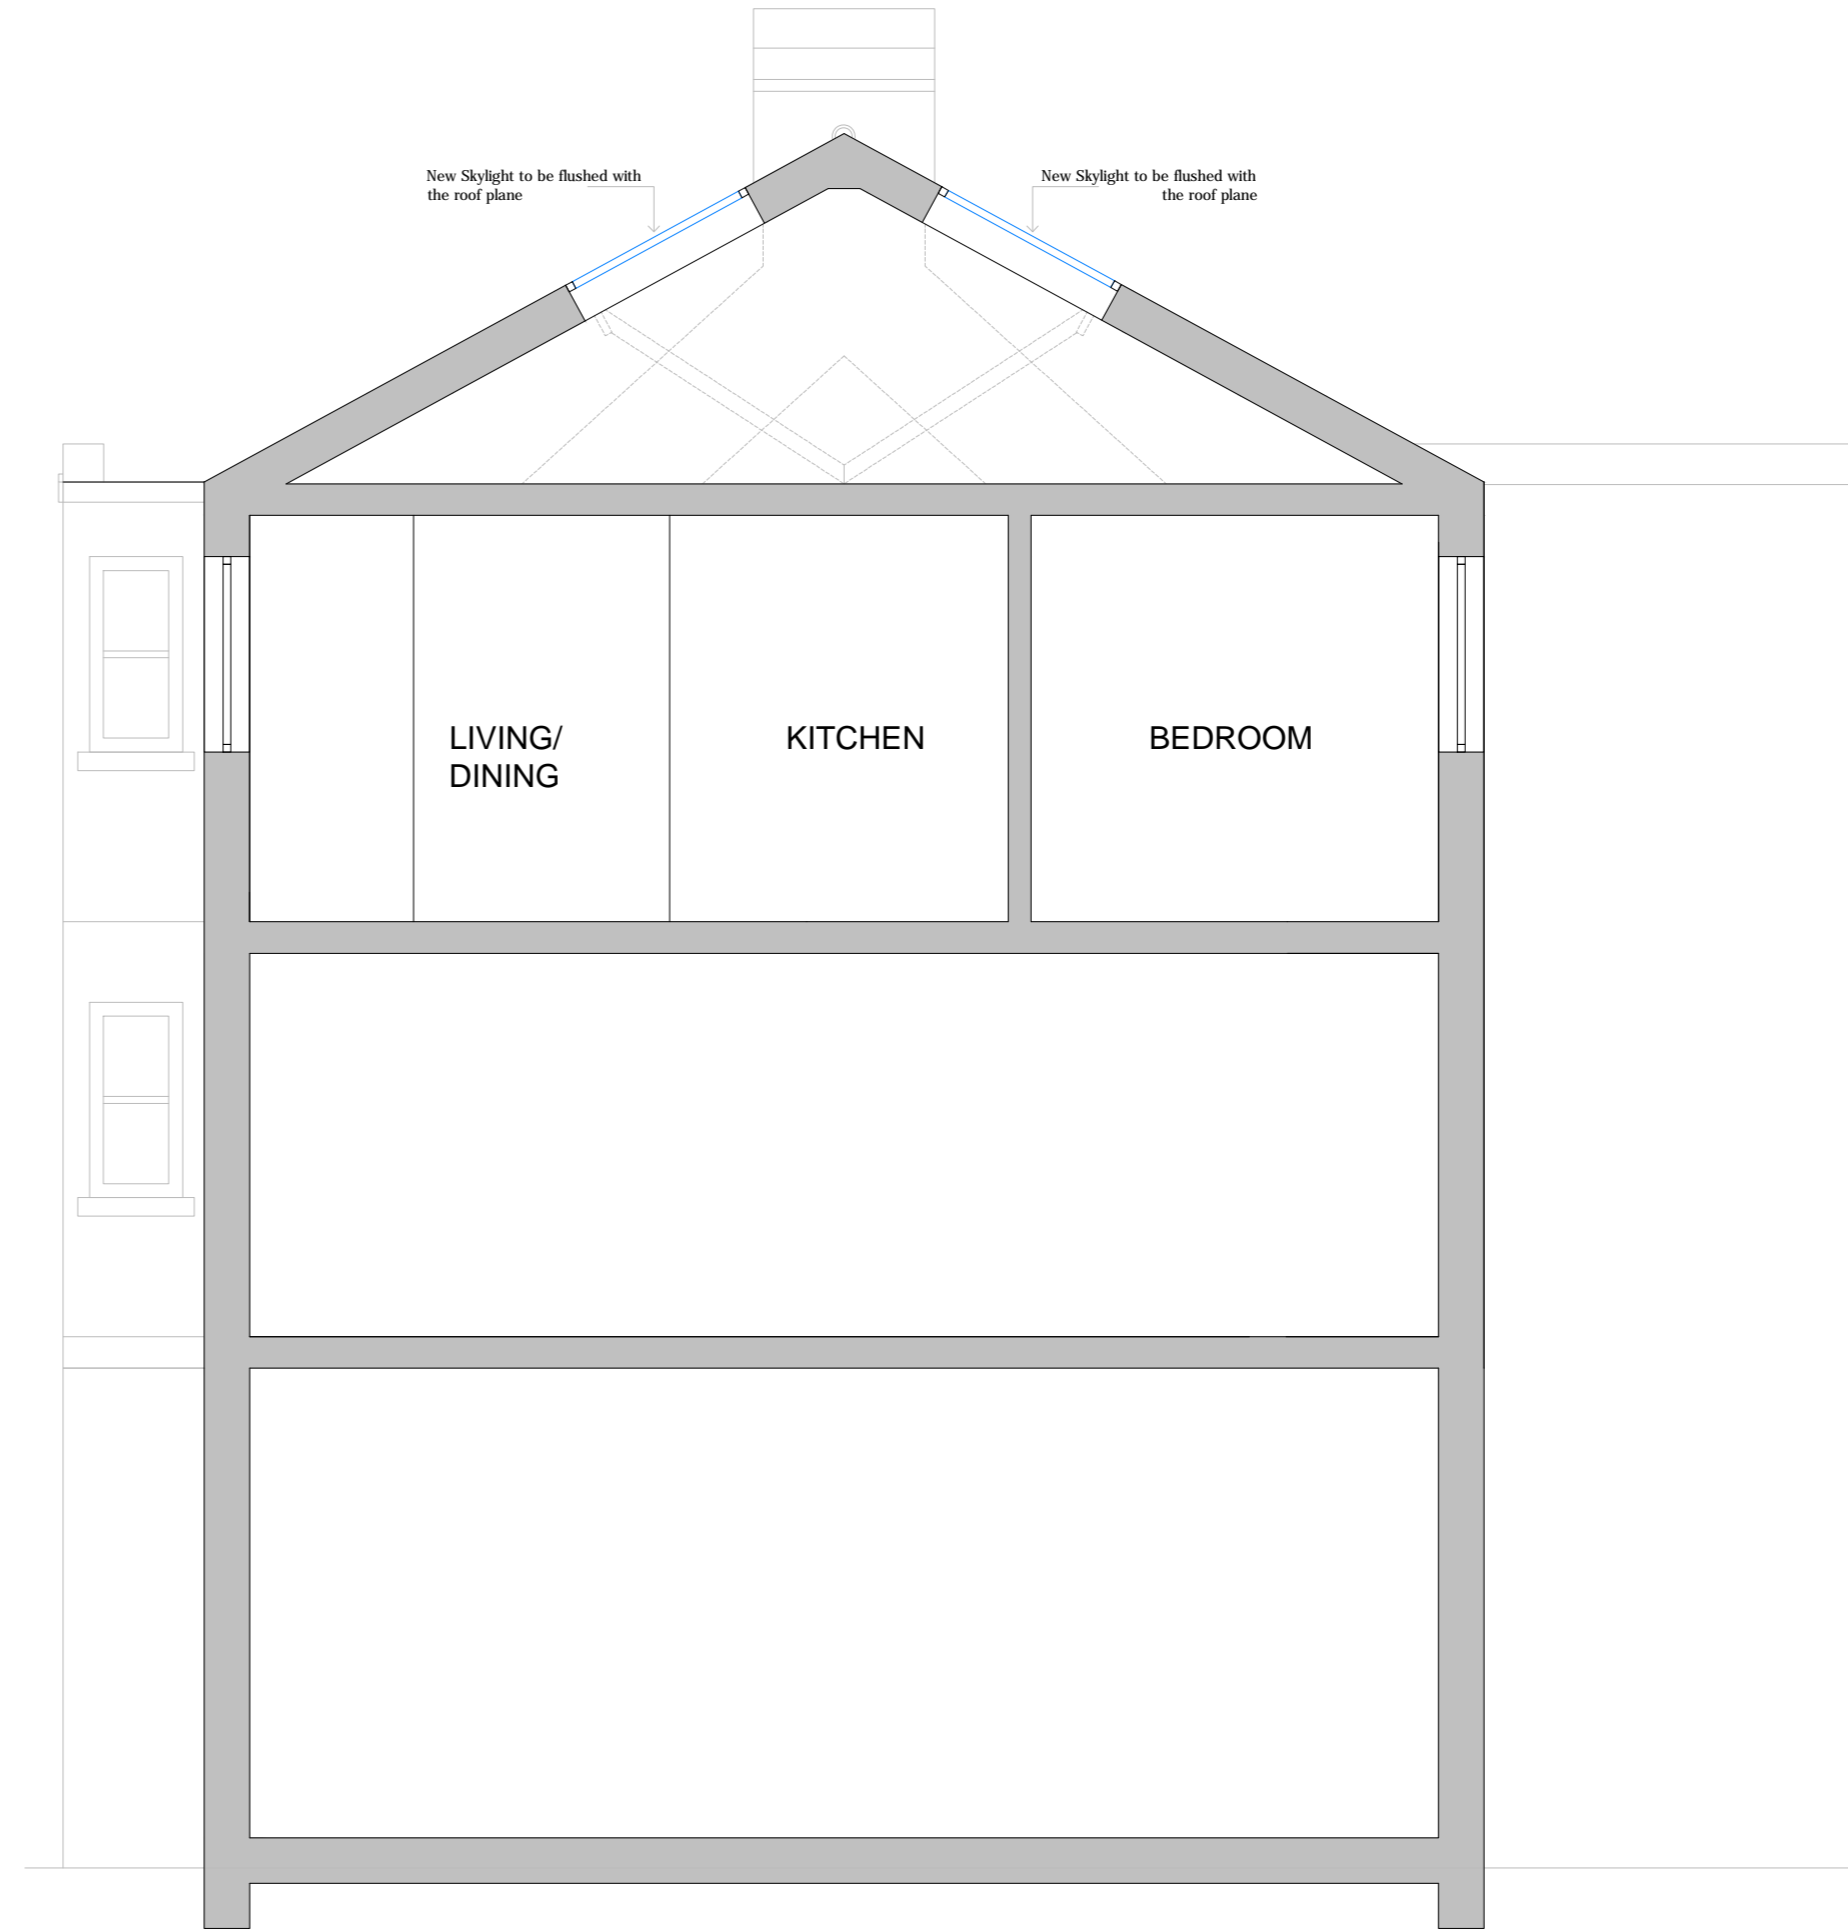 New Skylight to be flushed with
the roof plane
New Skylight to be flushed with
the roof plane
LIVING/
DINING
KITCHEN
BEDROOM